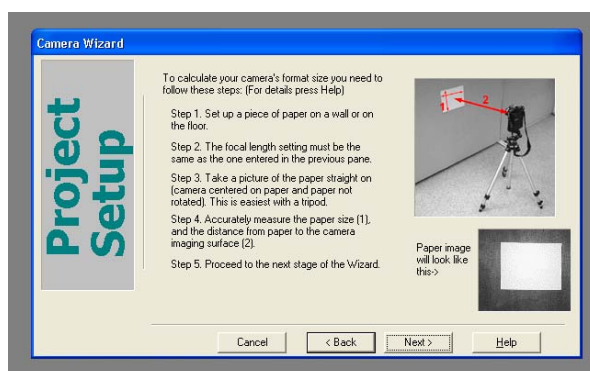 Camera Wizard
Project
Setup
To calculate your camera's format size you need to
follow these steps: (For details press Help)
Step 1. Set up a piece of paper on a wall or on
the floor.
Step 2. The focal length setting must be the
same as the one entered in the previous pane.
Step 3. Take a picture of the paper straight on
(camera centered on paper and paper not
rotated). This is easiest with a tripod.
Step 4. Accurately measure the paper size (1),
and the distance from paper to the camera
imaging surface (2).
Step 5. Proceed to the next stage of the Wizard.
1
2
Paper image
will look like
this->
Cancel
< Back
Next >
Help